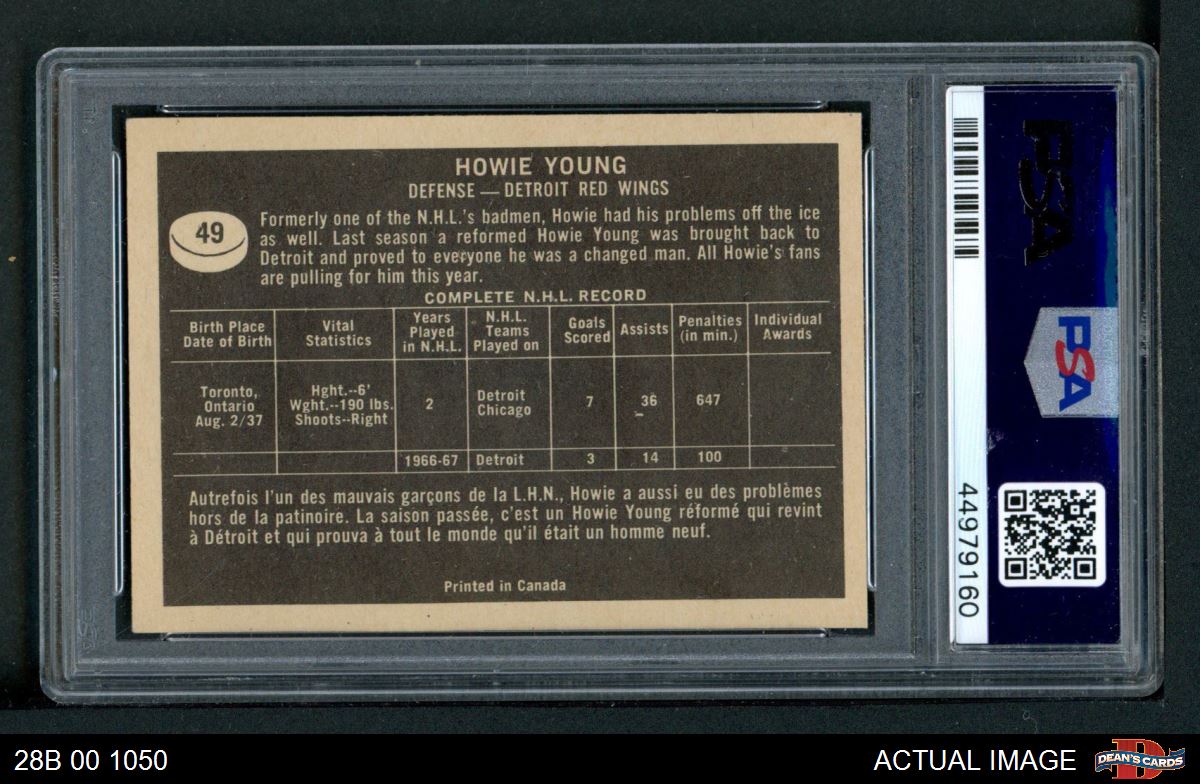 HOWIE YOUNG
DEFENSE — DETROIT RED WINGS
49
Formerly one of the N.H.L.'s badmen, Howie had his problems off the ice
as well. Last season a reformed Howie Young was brought back to
Detroit and proved to everyone he was a changed man. All Howie's fans
are pulling for him this year.
COMPLETE N.H.L. RECORD
Birth Place
Date of Birth
Vital
Statistics
Years
Played
in N.H.L.
N.H.L.
Teams
Played on
Goals
Scored
Assists
Penalties
(in min.)
Individual
Awards
Toronto,
Ontario
Aug. 2/37
Hght.--6'
Wght.--190 lbs.
Shoots--Right
2
Detroit
Chicago
7
36
647
1966-67
Detroit
3
14
100
Autrefois l'un des mauvais garçons de la L.H.N., Howie a aussi eu des problèmes
hors de la patinoire. La saison passée, c'est un Howie Young réformé qui revint
à Détroit et qui prouva à tout le monde qu'il était un homme neuf.
Printed in Canada
PSA
PSA
44979160
28B 00 1050
ACTUAL IMAGE
D
DEAN'S CARDS